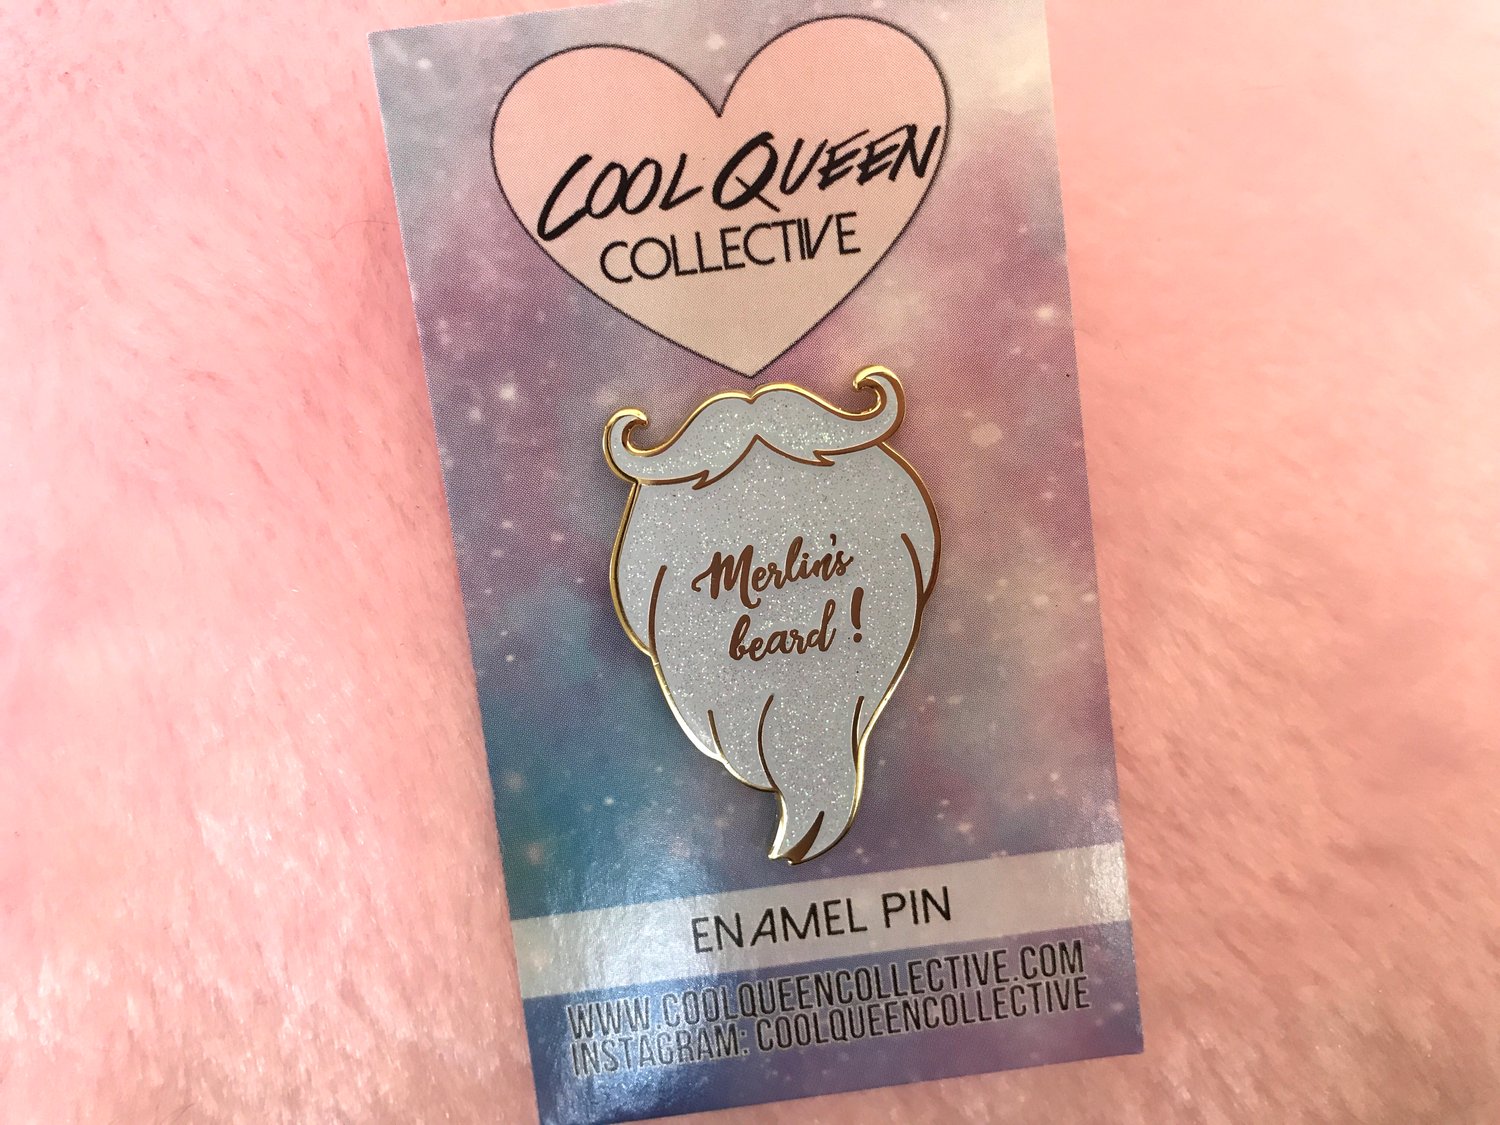 COOL QUEEN
COLLECTIVE
Merlin's
beard!
ENAMEL PIN
WWW.COOLQUEENCOLLECTIVE.COM
INSTAGRAM: COOLQUEENCOLLECTIVE